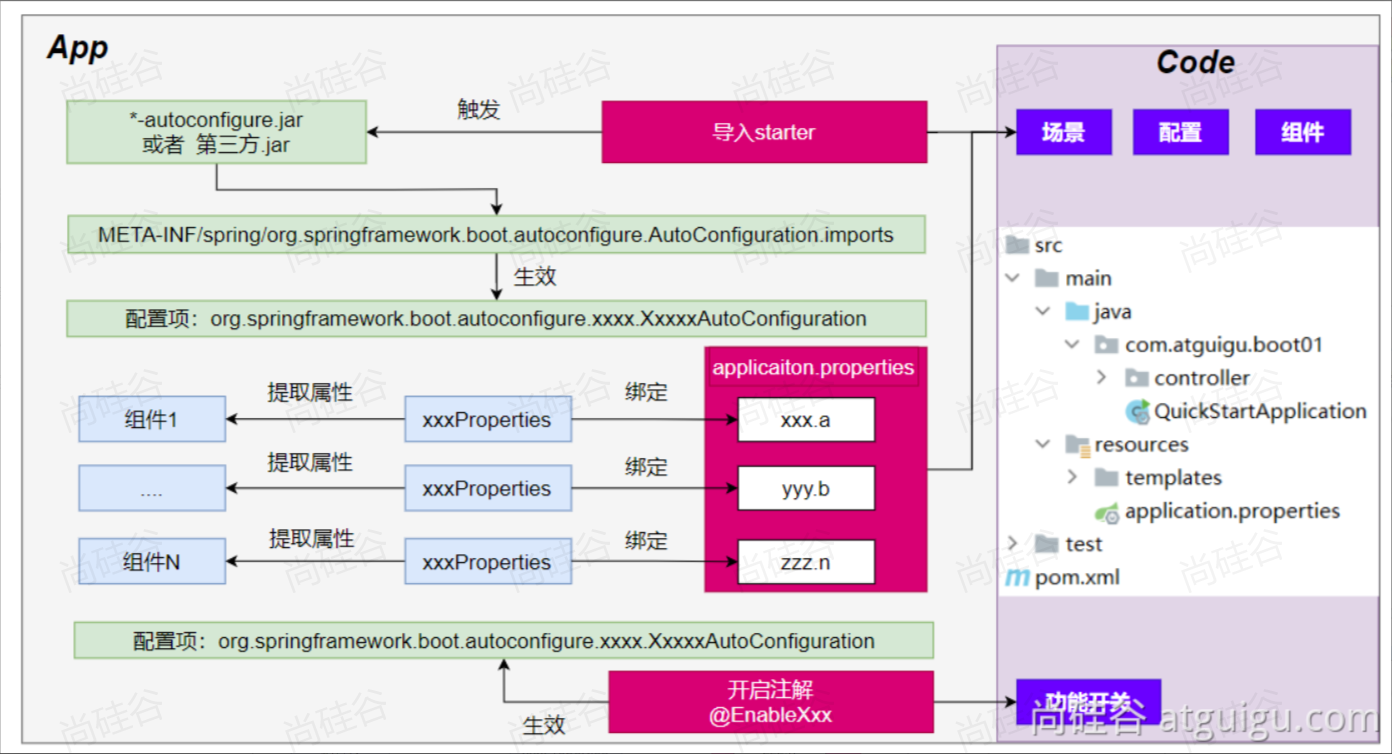 App
Code
*-autoconfigure.jar
或者 第三方.jar
触发
导入starter
场景
配置
组件
META-INF/spring/org.springframework.boot.autoconfigure.AutoConfiguration.imports
生效
配置项：org.springframework.boot.autoconfigure.xxxx.XxxxxAutoConfiguration
applicaiton.properties
组件1
提取属性
xxxProperties
绑定
xxx.a
....
提取属性
xxxProperties
绑定
yyy.b
组件N
提取属性
xxxProperties
绑定
zzz.n
配置项：org.springframework.boot.autoconfigure.xxxx.XxxxxAutoConfiguration
生效
开启注解
@EnableXxx
src
main
java
com.atguigu.boot01
controller
QuickStartApplication
resources
templates
application.properties
test
pom.xml
功能开关
尚硅谷 atguigu.com